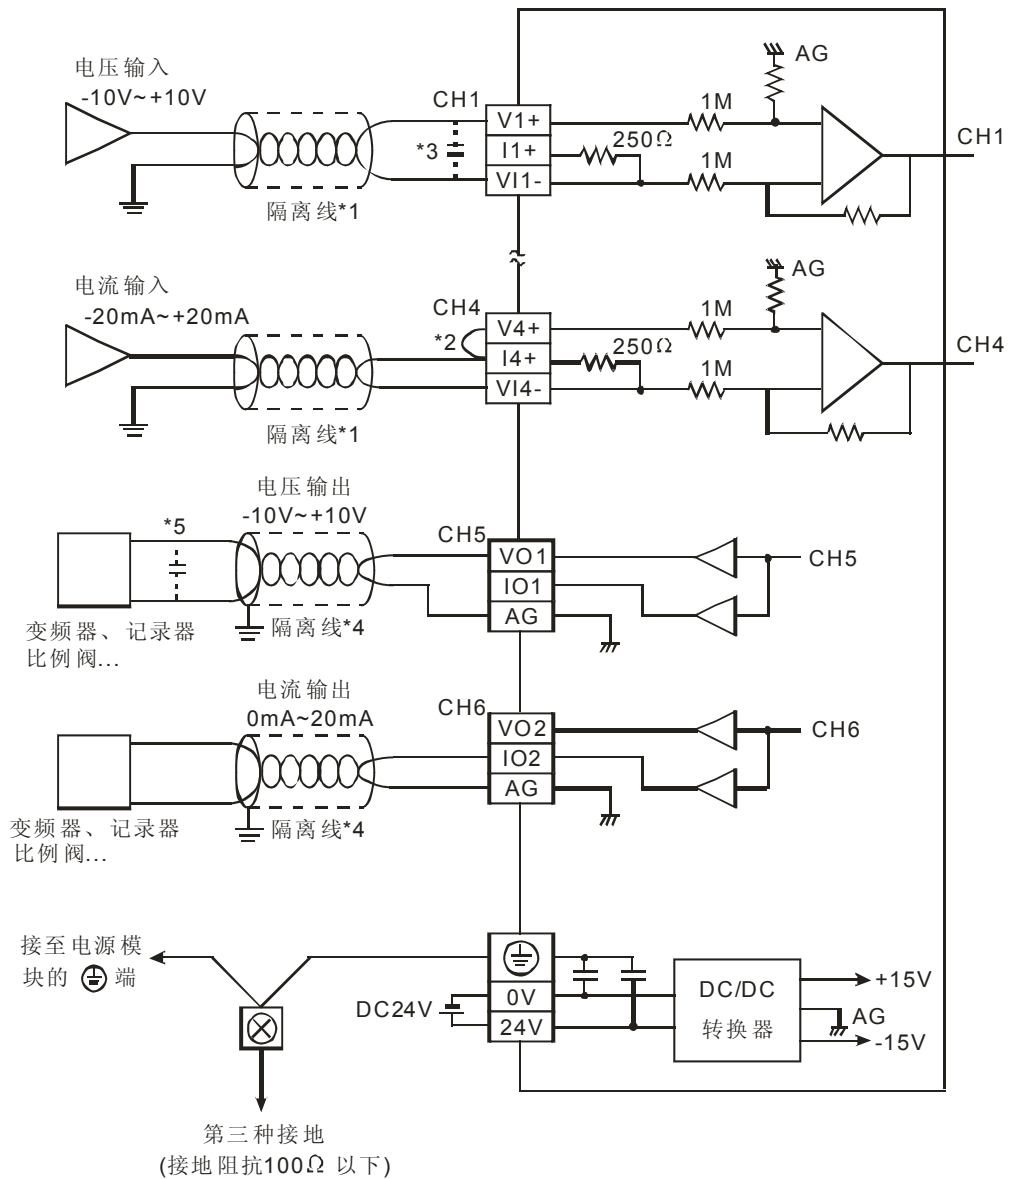 电压输入
-10V~+10V
隔离线*1
*3
CH1
V1+
I1+
VI1-
250Ω
1M
1M
AG
CH1
电流输入
-20mA~+20mA
隔离线*1
*2
CH4
V4+
I4+
VI4-
250Ω
1M
1M
AG
CH4
电压输出
-10V~+10V
*5
隔离线*4
变频器、记录器
比例阀...
CH5
VO1
IO1
AG
CH5
电流输出
0mA~20mA
隔离线*4
变频器、记录器
比例阀...
CH6
VO2
IO2
AG
CH6
接至电源模
块的 端
DC24V
0V
24V
DC/DC
转换器
+15V
AG
-15V
第三种接地
(接地阻抗100Ω 以下)